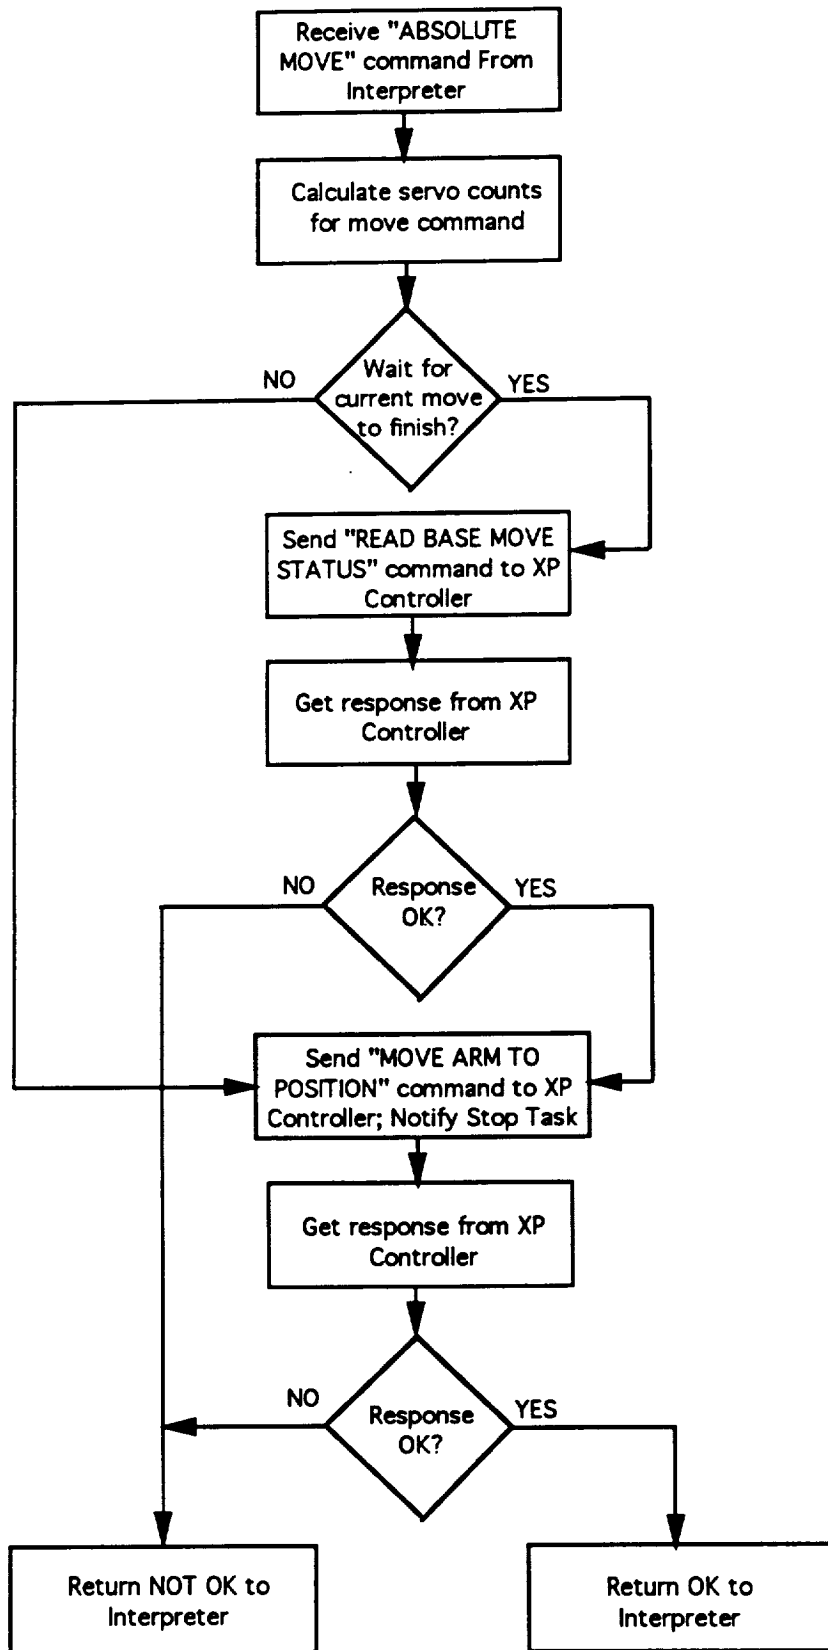 Receive "ABSOLUTE
MOVE" command From
Interpreter
Calculate servo counts
for move command
Wait for
current move
to finish?
NO
YES
Send "READ BASE MOVE
STATUS" command to XP
Controller
Get response from XP
Controller
Response
OK?
NO
YES
Send "MOVE ARM TO
POSITION" command to XP
Controller; Notify Stop Task
Get response from XP
Controller
Response
OK?
NO
YES
Return NOT OK to
Interpreter
Return OK to
Interpreter